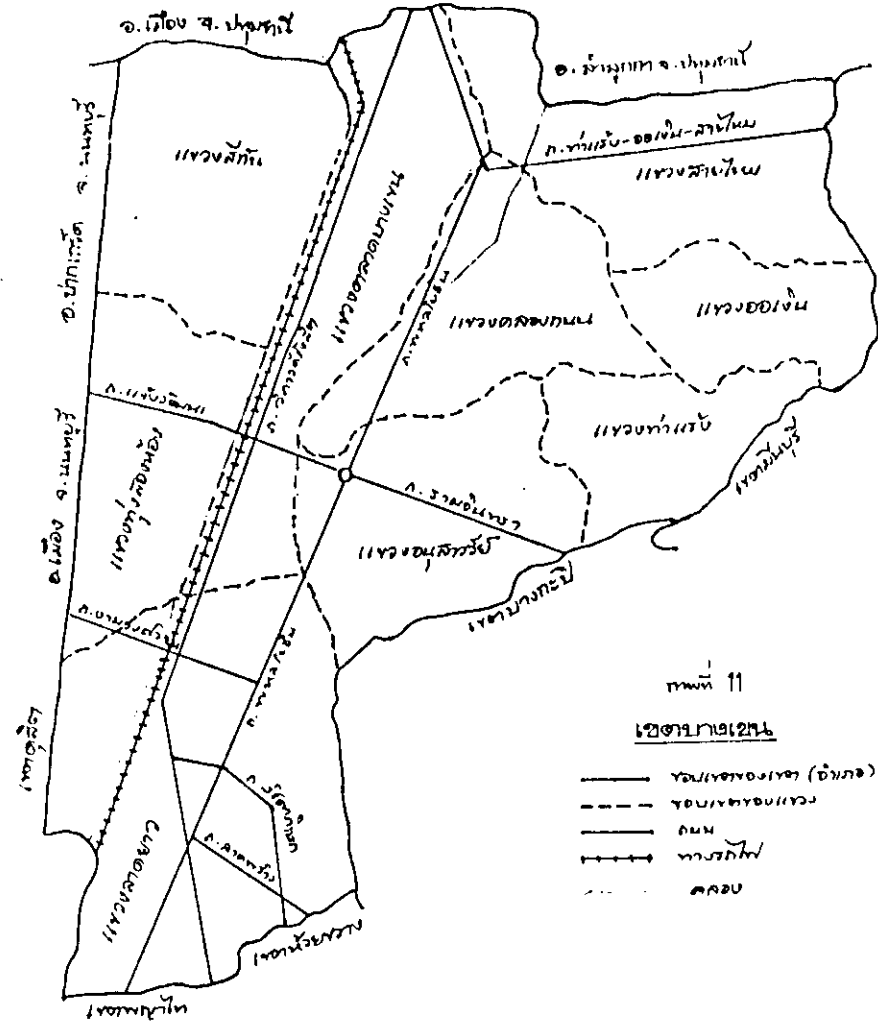 อ. เมือง จ. ปทุมธานี
อ. ลำลูกกา จ. ปทุมธานี
อ. ปากเกร็ด จ. นนทบุรี
แขวงสีกัน
ถ. ท่าแร้ง-ออเงิน-สายไหม
แขวงสายไหม
แขวงตลาดบางเขน
แขวงออเงิน
แขวงคลองถนน
ถ. พหลโยธิน
ถ. วิภาวดีรังสิต
ถ. แจ้งวัฒนะ
แขวงท่าแร้ง
เขตมีนบุรี
อ. เมือง จ. นนทบุรี
แขวงทุ่งสองห้อง
ถ. รามอินทรา
แขวงอนุสาวรีย์
เขตบางกะปิ
ถ. งามวงศ์วาน
ถ. พหลโยธิน
เขตดุสิต
ถ. รัชดาภิเษก
ถ. ลาดพร้าว
แขวงลาดยาว
เขตห้วยขวาง
เขตพญาไท
ภาพที่ 11
เขตบางเขน
ขอบเขตของเขต (อำเภอ)
ขอบเขตของแขวง
ถนน
ทางรถไฟ
คลอง